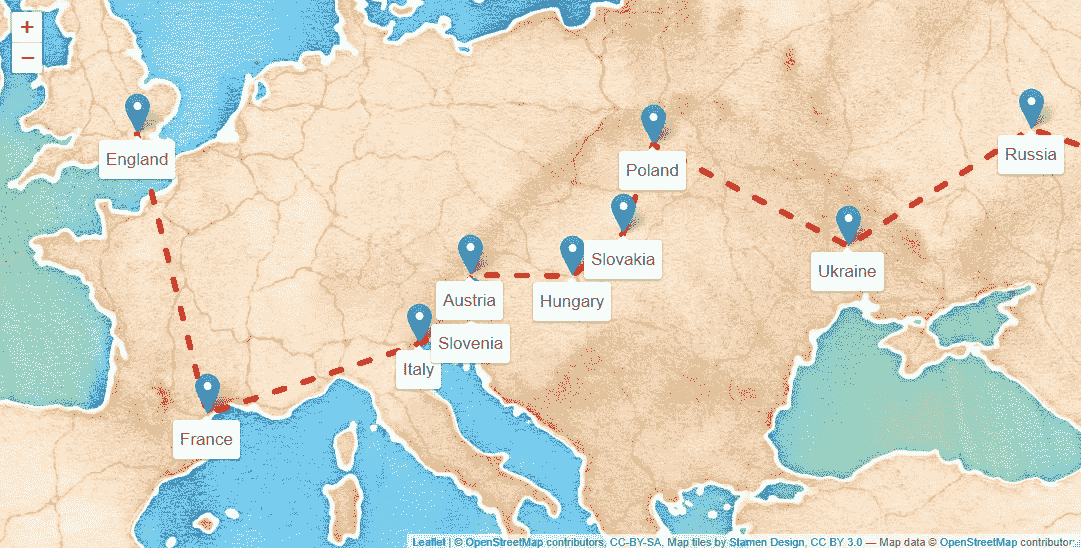 +
−
England
Poland
Russia
Slovakia
Ukraine
Austria
Hungary
Slovenia
Italy
France
Leaflet | © OpenStreetMap contributors, CC-BY-SA, Map tiles by Stamen Design, CC BY 3.0 — Map data © OpenStreetMap contributors